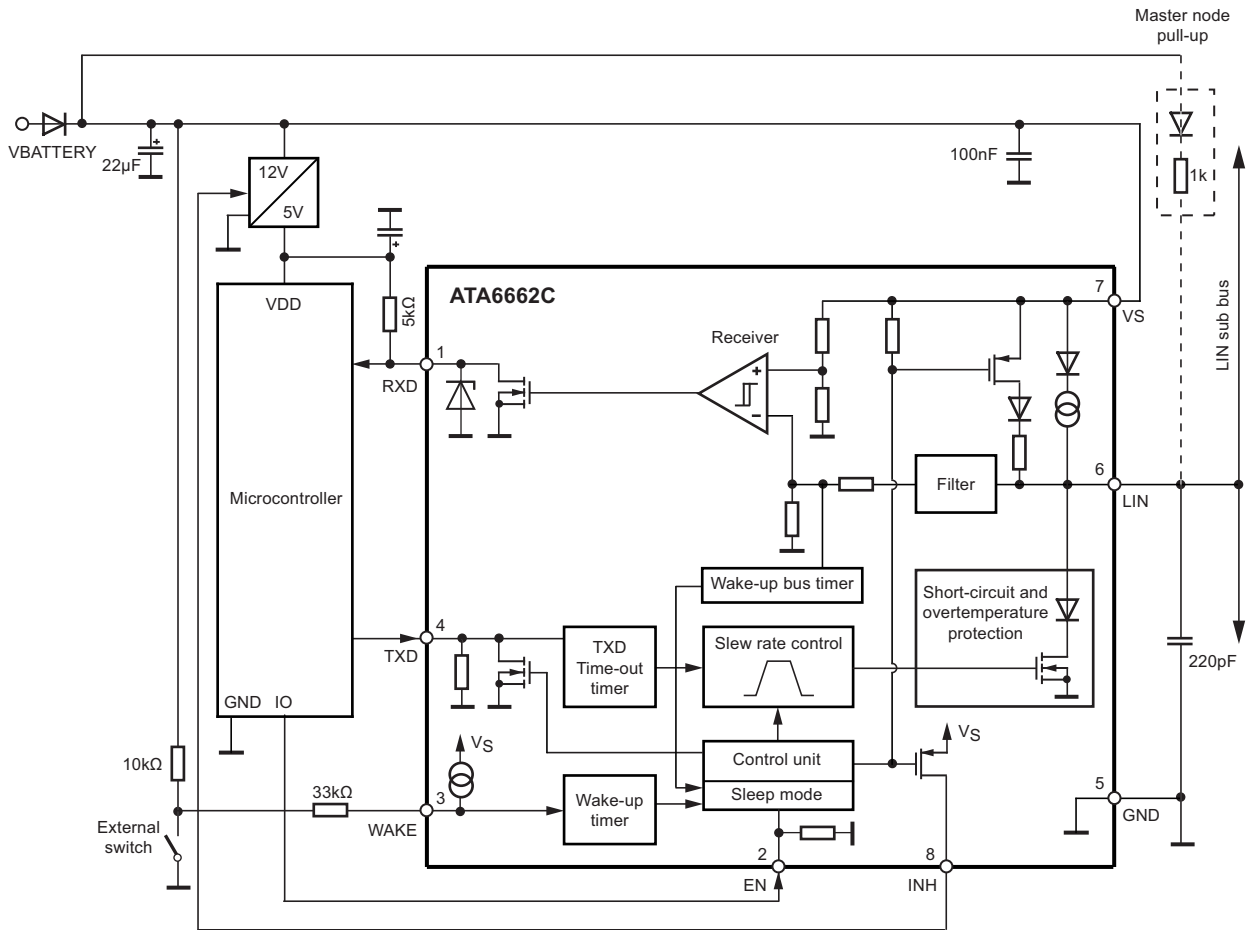 Master node
pull-up
VBATTERY
22µF
+
12V
5V
+
100nF
1k
LIN sub bus
ATA6662C
VDD
5kΩ
7
VS
Receiver
1
RXD
+
−
6
LIN
Microcontroller
Filter
Wake-up bus timer
Short-circuit and
overtemperature
protection
4
TXD
TXD
Time-out
timer
Slew rate control
220pF
GND
IO
VS
VS
Control unit
Sleep mode
10kΩ
33kΩ
3
WAKE
Wake-up
timer
5
GND
External
switch
2
EN
8
INH